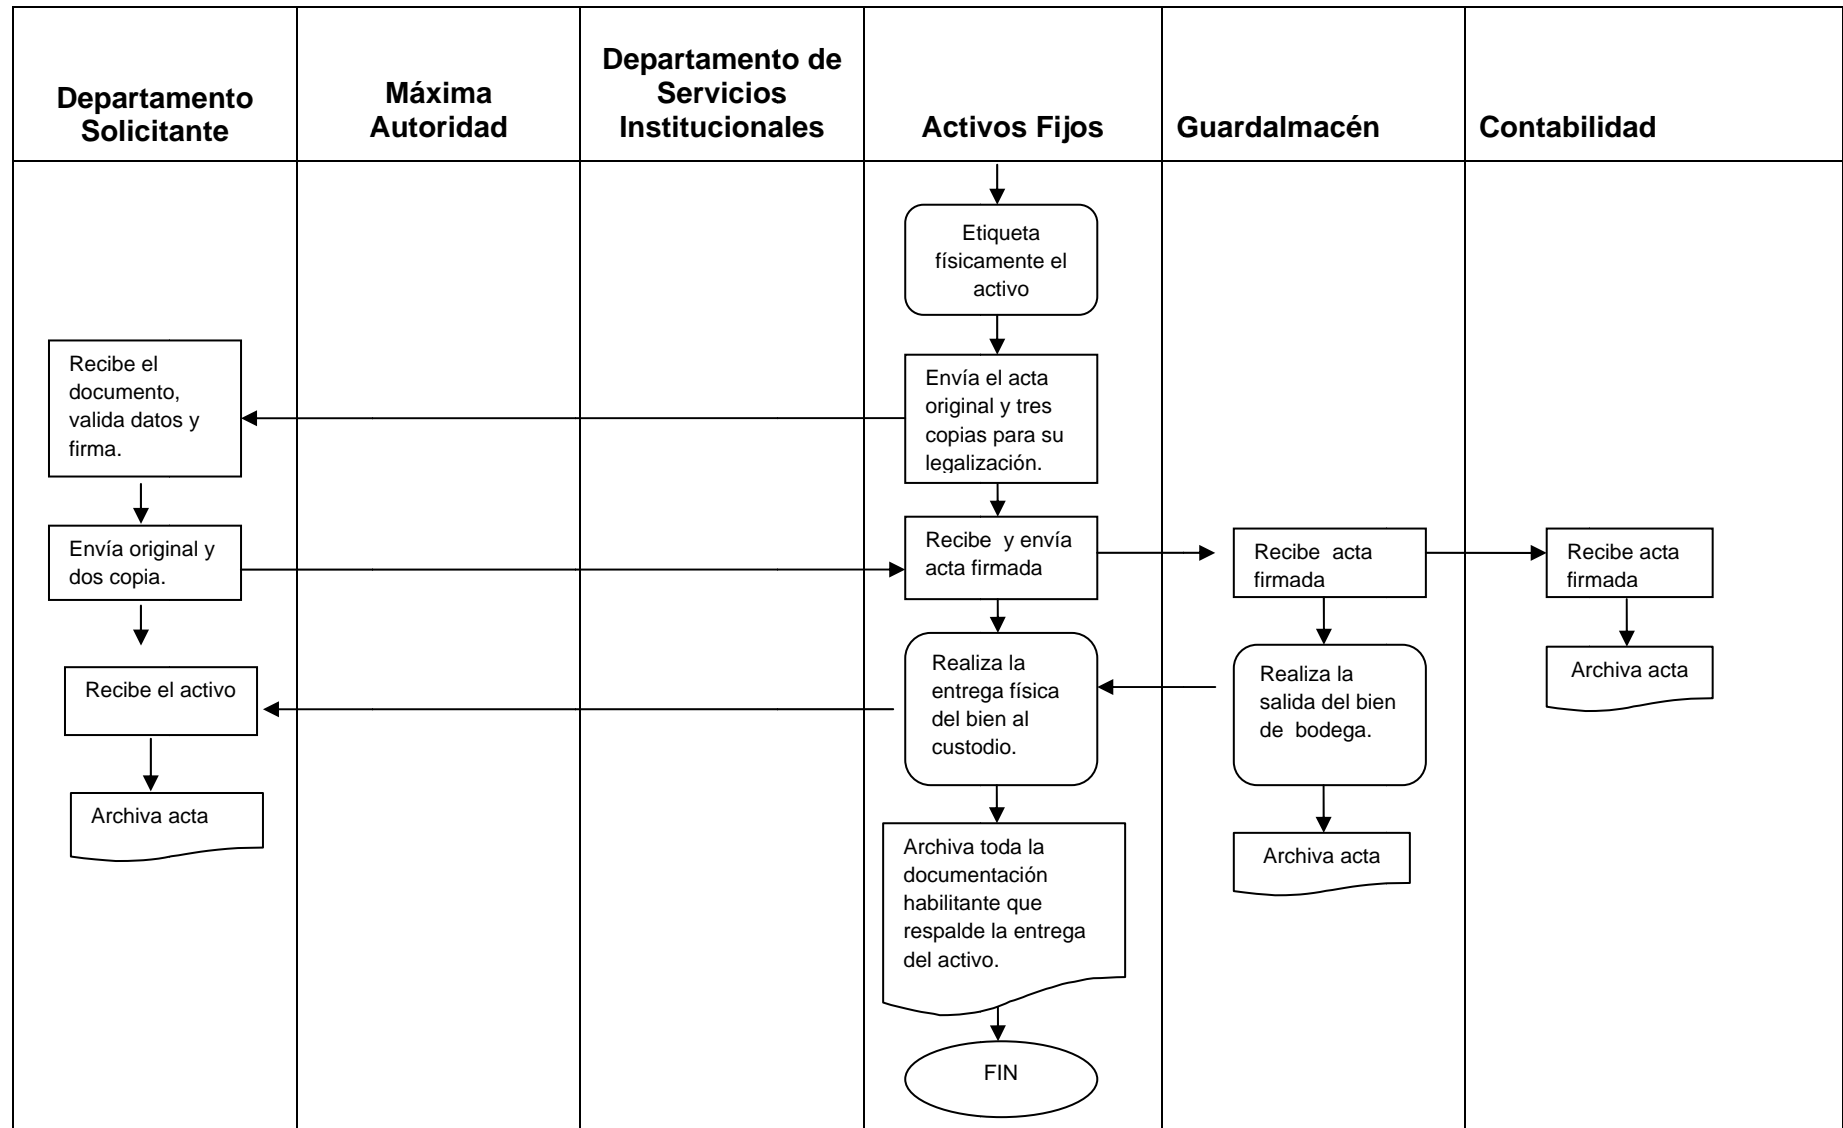 Departamento
Solicitante
Máxima
Autoridad
Departamento de
Servicios
Institucionales
Activos Fijos
Guardalmacén
Contabilidad
Etiqueta
físicamente el
activo
Recibe el
documento,
valida datos y
firma.
Envía el acta
original y tres
copias para su
legalización.
Envía original y
dos copia.
Recibe y envía
acta firmada
Recibe acta
firmada
Recibe acta
firmada
Recibe el activo
Realiza la
entrega física
del bien al
custodio.
Realiza la
salida del bien
de bodega.
Archiva acta
Archiva acta
Archiva toda la
documentación
habilitante que
respalde la entrega
del activo.
Archiva acta
FIN